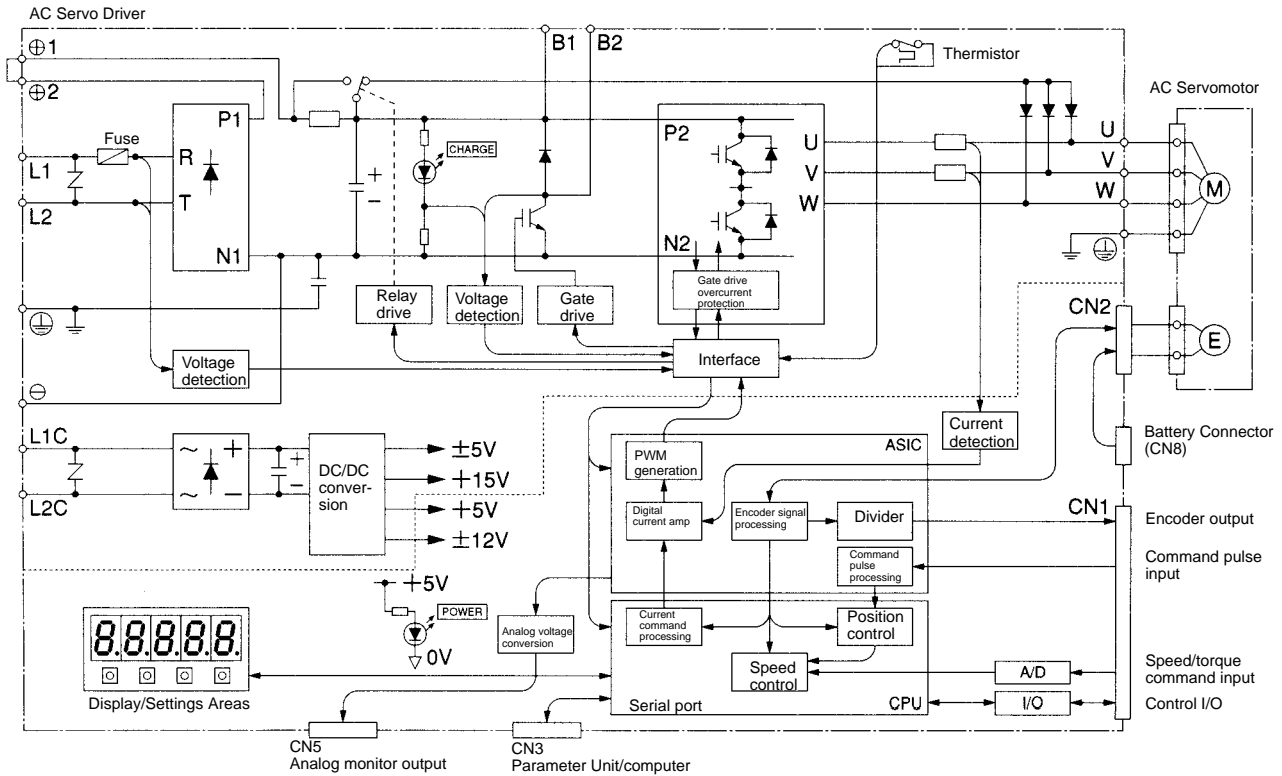 AC Servo Driver
⊕1
⊕2
B1 B2
Thermistor
AC Servomotor
P1
Fuse
R
L1
T
L2
N1
CHARGE
+
-
P2
U
V
W
N2
U
V
W
M
Gate drive
overcurrent
protection
Relay
drive
Voltage
detection
Gate
drive
Interface
Voltage
detection
CN2
E
⊖
L1C
L2C
~ +
~ -
+
-
DC/DC
conver-
sion
±5V
+15V
+5V
±12V
ASIC
PWM
generation
Current
detection
Battery Connector
(CN8)
Digital
current amp
Encoder signal
processing
Divider
CN1
Encoder output
Command
pulse
processing
Command pulse
input
+5V
POWER
0V
8.8.8.8.8.
Display/Settings Areas
Analog voltage
conversion
Current
command
processing
Position
control
Speed
control
A/D
Speed/torque
command input
Serial port
CPU
I/O
Control I/O
CN5
Analog monitor output
CN3
Parameter Unit/computer